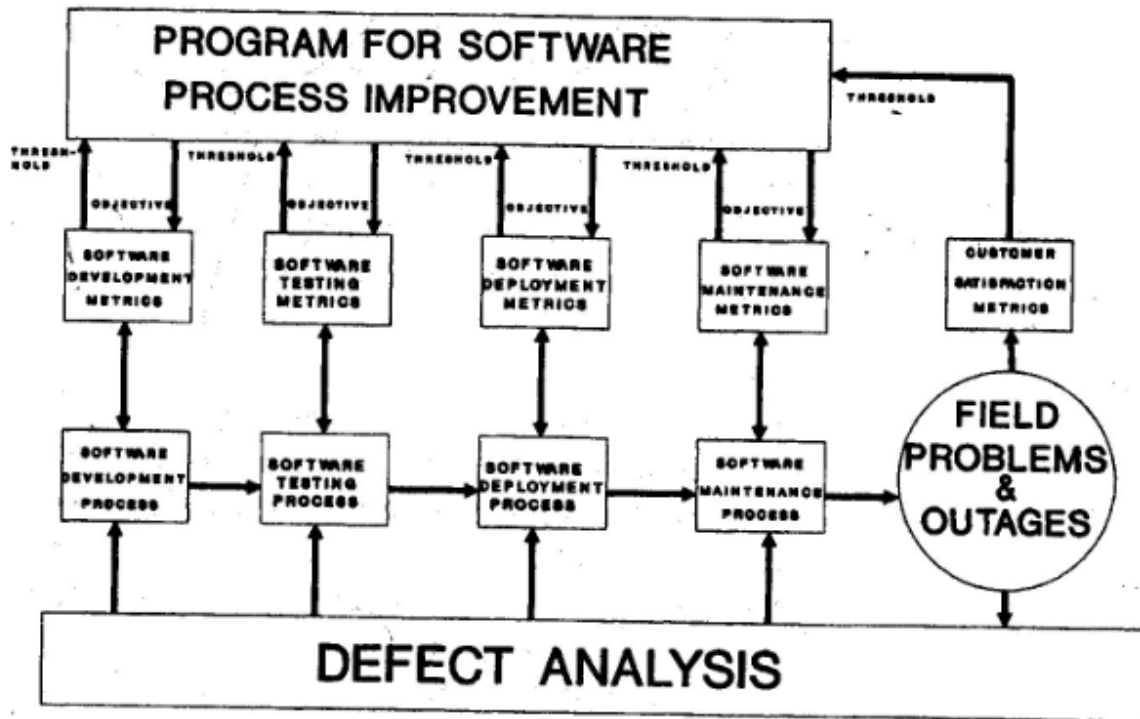 PROGRAM FOR SOFTWARE
PROCESS IMPROVEMENT
THRESHOLD
THRESH-
HOLD
THRESHOLD
THRESHOLD
THRESHOLD
OBJECTIVE
OBJECTIVE
OBJECTIVE
OBJECTIVE
SOFTWARE
DEVELOPMENT
METRICS
SOFTWARE
TESTING
METRICS
SOFTWARE
DEPLOYMENT
METRICS
SOFTWARE
MAINTENANCE
METRICS
CUSTOMER
SATISFACTION
METRICS
SOFTWARE
DEVELOPMENT
PROCESS
SOFTWARE
TESTING
PROCESS
SOFTWARE
DEPLOYMENT
PROCESS
SOFTWARE
MAINTENANCE
PROCESS
FIELD
PROBLEMS
&
OUTAGES
DEFECT ANALYSIS